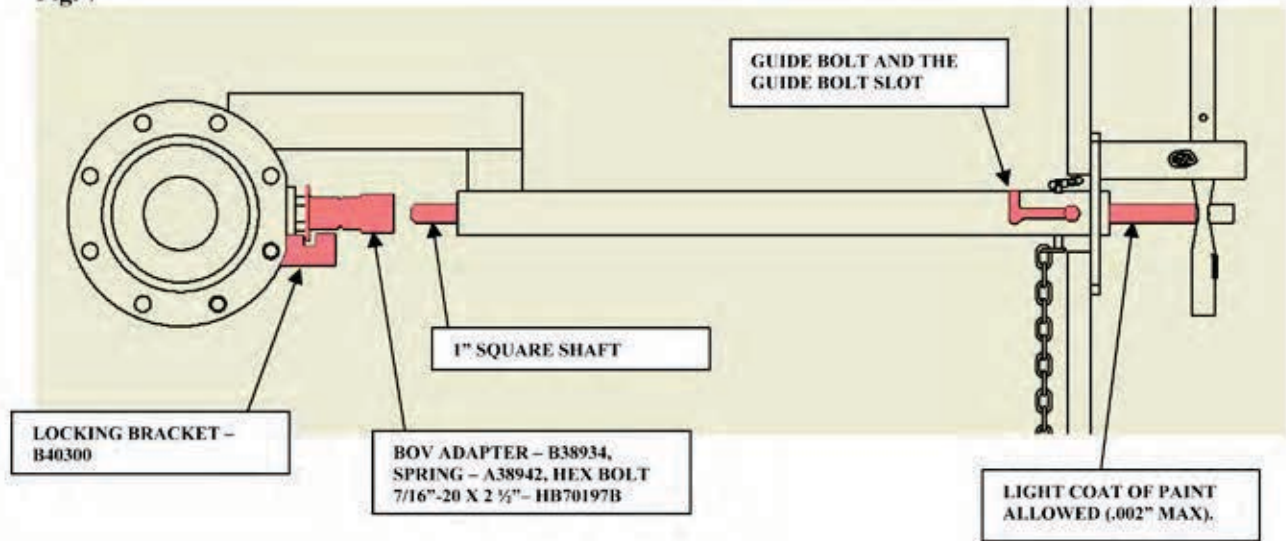 GUIDE BOLT AND THE
GUIDE BOLT SLOT
1” SQUARE SHAFT
LOCKING BRACKET –
B40300
BOV ADAPTER – B38934,
SPRING – A38942, HEX BOLT
7/16”-20 X 2 ½”– HB70197B
LIGHT COAT OF PAINT
ALLOWED (.002” MAX).